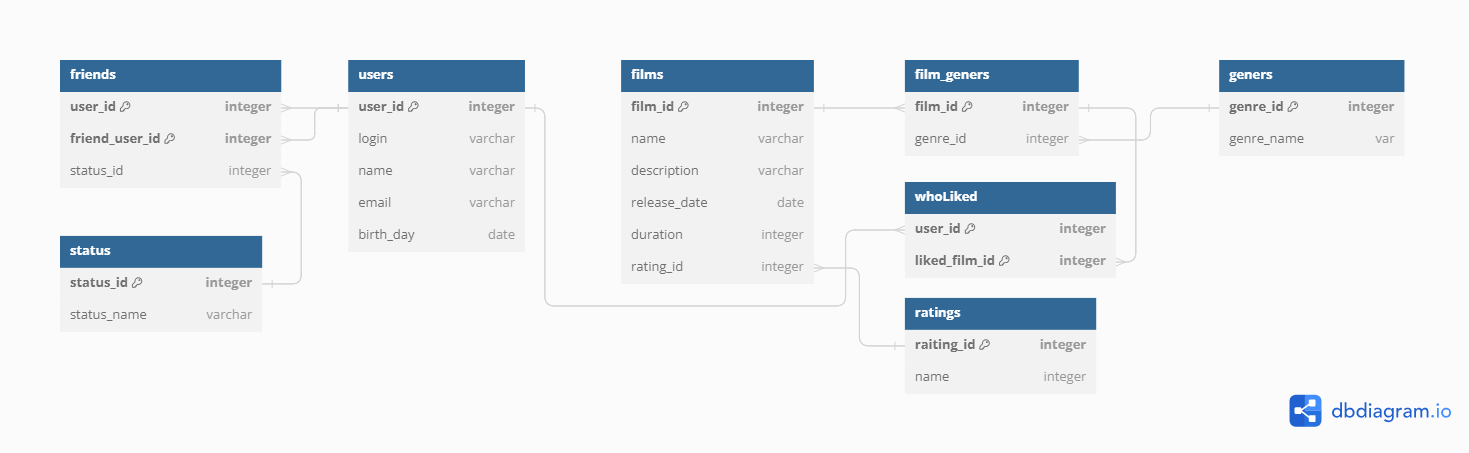 friends
user_id integer
friend_user_id integer
status_id integer
status
status_id integer
status_name varchar
users
user_id integer
login varchar
name varchar
email varchar
birth_day date
films
film_id integer
name varchar
description varchar
release_date date
duration integer
rating_id integer
film_geners
film_id integer
genre_id integer
whoLiked
user_id integer
liked_film_id integer
ratings
raiting_id integer
name integer
geners
genre_id integer
genre_name var
dbdiagram.io